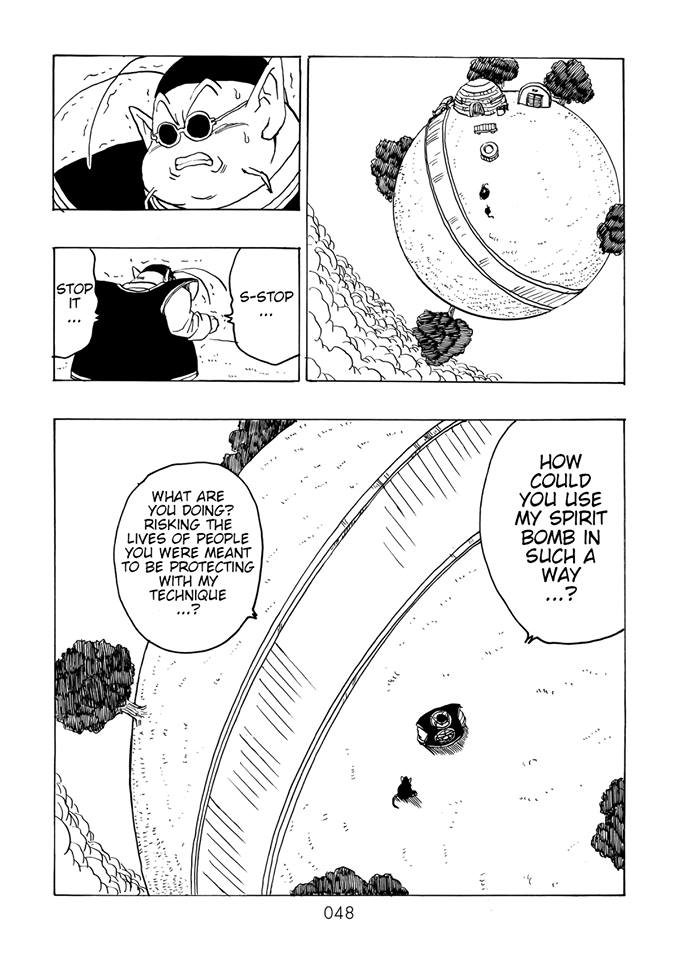 S-STOP
...
STOP
IT
...
HOW
COULD
YOU USE
MY SPIRIT
BOMB IN
SUCH A
WAY
...?
WHAT ARE
YOU DOING?
RISKING THE
LIVES OF PEOPLE
YOU WERE MEANT
TO BE PROTECTING
WITH MY
TECHNIQUE
...?
048